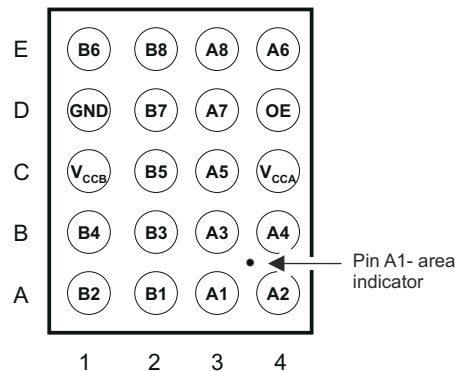 E B6 B8 A8 A6
D GND B7 A7 OE
C VCCB B5 A5 VCCA
B B4 B3 A3 A4
Pin A1- area
indicator
A B2 B1 A1 A2
1 2 3 4